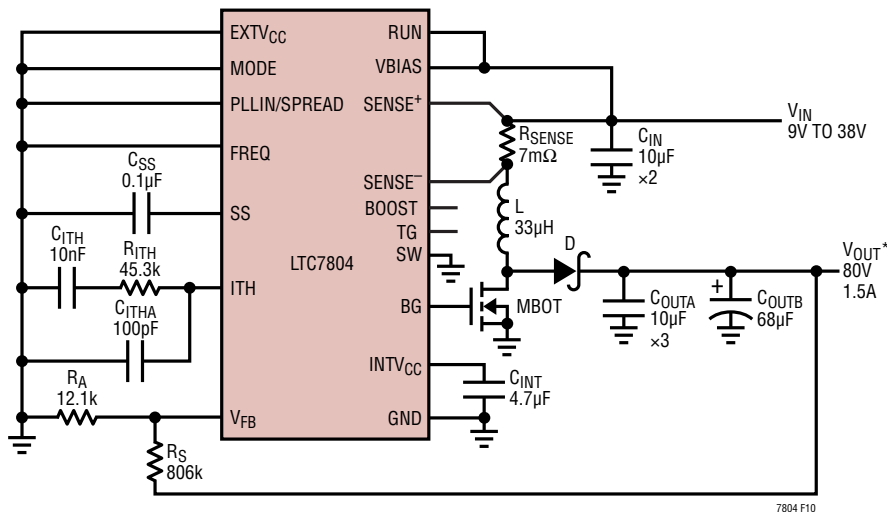 EXTVCC
MODE
PLLIN/SPREAD
FREQ
CSS
0.1µF
SS
CITH
10nF
RITH
45.3k
ITH
CITHA
100pF
RA
12.1k
VFB
RS
806k
LTC7804
RUN
VBIAS
SENSE+
SENSE–
BOOST
TG
SW
BG
INTVCC
GND
RSENSE
7mΩ
L
33µH
D
MBOT
CINT
4.7µF
CIN
10µF
×2
VIN
9V TO 38V
COUTA
10µF
×3
+
COUTB
68µF
VOUT*
80V
1.5A
7804 F10